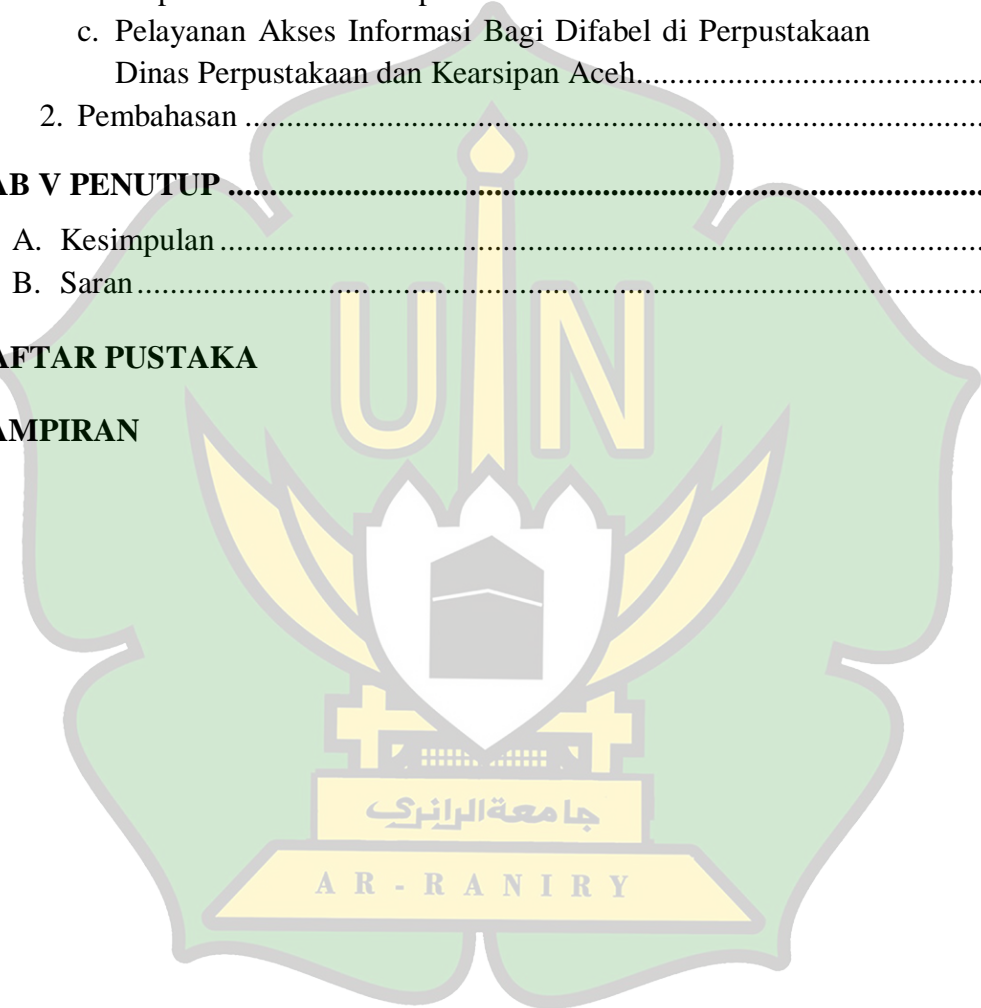 c. Pelayanan Akses Informasi Bagi Difabel di Perpustakaan
Dinas Perpustakaan dan Kearsipan Aceh
2. Pembahasan
AB V PENUTUP
A. Kesimpulan
B. Saran
AFTAR PUSTAKA
AMPIRAN
UIN
جامعة الرانري
AR-RANIRY